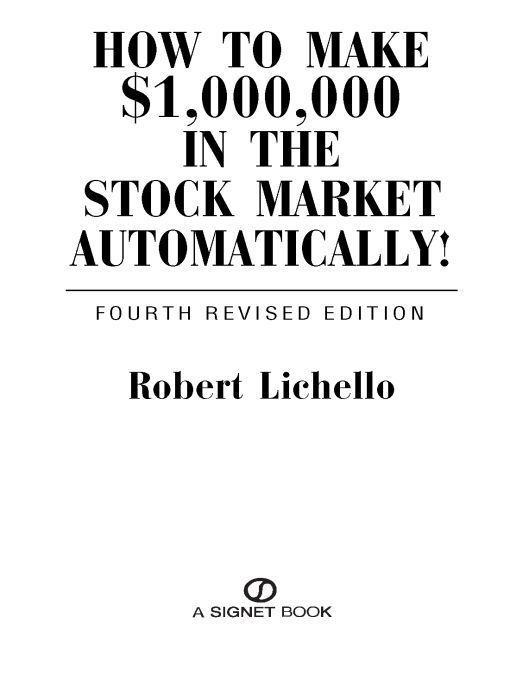 HOW TO MAKE
$1,000,000
IN THE
STOCK MARKET
AUTOMATICALLY!
FOURTH REVISED EDITION
Robert Lichello
A SIGNET BOOK